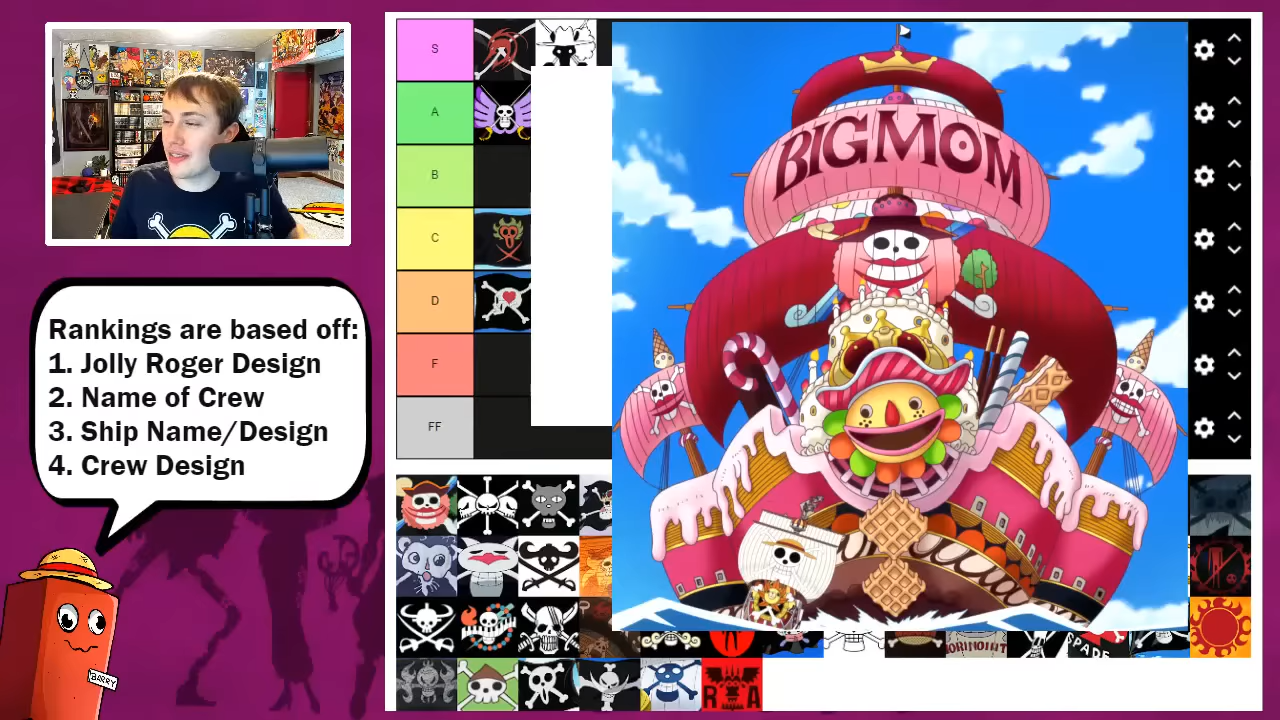 S
A
B
C
D
F
FF
BIGMOM
Rankings are based off:
1. Jolly Roger Design
2. Name of Crew
3. Ship Name/Design
4. Crew Design
BARRY
SPADE
R A